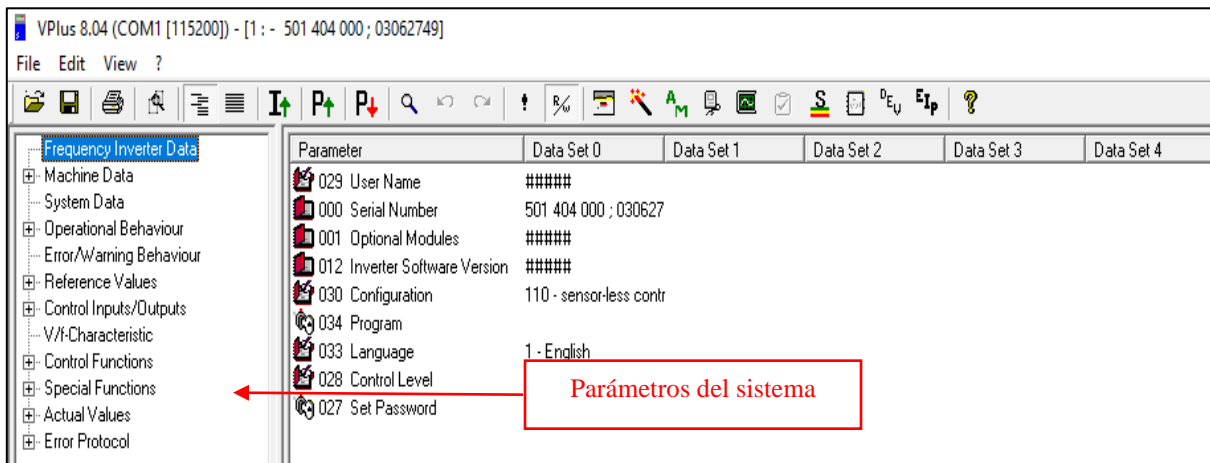 VPlus 8.04 (COM1 [115200]) - [1 : - 501 404 000 ; 03062749]
File Edit View ?
I P P R/W A M S D E U E I P
Frequency Inverter Data
Machine Data
System Data
Operational Behaviour
Error/Warning Behaviour
Reference Values
Control Inputs/Outputs
V/f-Characteristic
Control Functions
Special Functions
Actual Values
Error Protocol
Parameter Data Set 0 Data Set 1 Data Set 2 Data Set 3 Data Set 4
029 User Name #####
000 Serial Number 501 404 000 ; 030627
001 Optional Modules #####
012 Inverter Software Version #####
030 Configuration 110 - sensor-less contr
034 Program
033 Language 1 - English
028 Control Level
027 Set Password
Parámetros del sistema